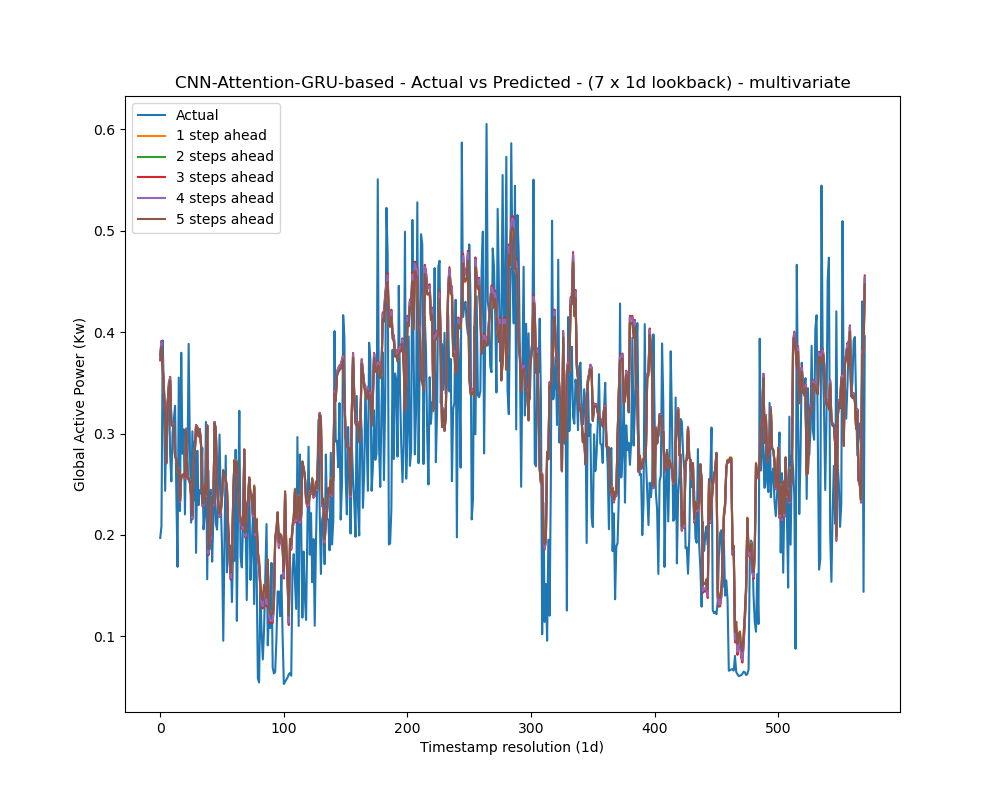 CNN-Attention-GRU-based - Actual vs Predicted - (7 x 1d lookback) - multivariate
Actual
1 step ahead
2 steps ahead
3 steps ahead
4 steps ahead
5 steps ahead
Global Active Power (Kw)
0.6
0.5
0.4
0.3
0.2
0.1
0 100 200 300 400 500
Timestamp resolution (1d)